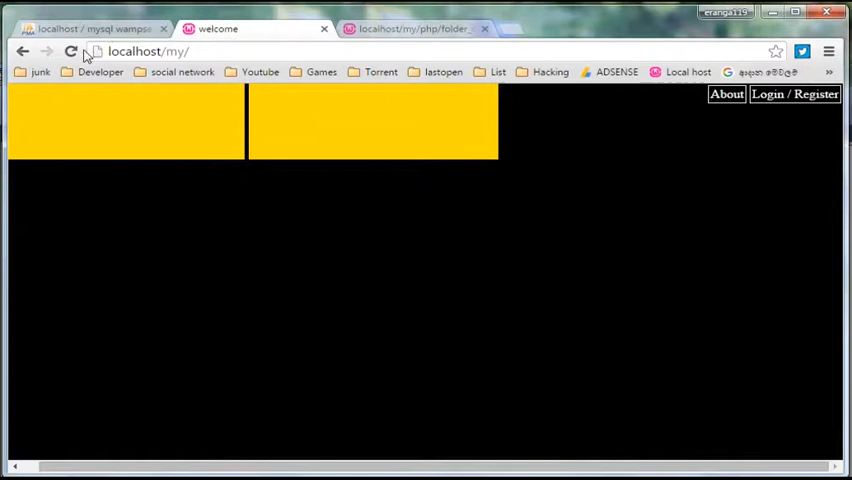 eranga119
localhost / mysql wampse
welcome
localhost/my/php/folder_
localhost/my/
junk Developer social network Youtube Games Torrent lastopen List Hacking ADSENSE Local host
About Login / Register